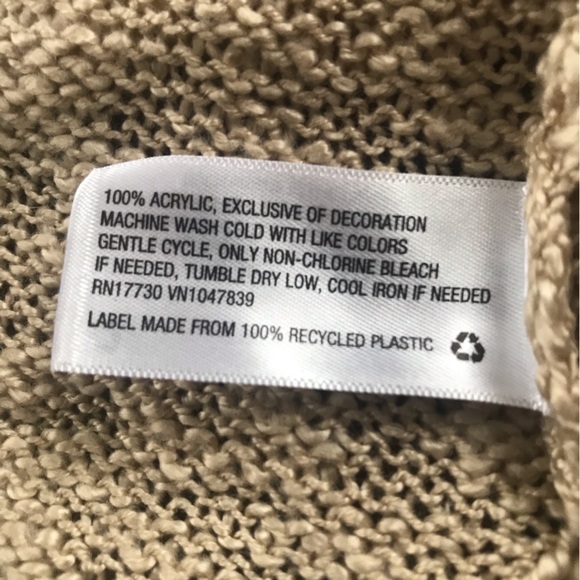 100% ACRYLIC, EXCLUSIVE OF DECORATION
MACHINE WASH COLD WITH LIKE COLORS
GENTLE CYCLE, ONLY NON-CHLORINE BLEACH
IF NEEDED, TUMBLE DRY LOW, COOL IRON IF NEEDED
RN17730 VN1047839
LABEL MADE FROM 100% RECYCLED PLASTIC